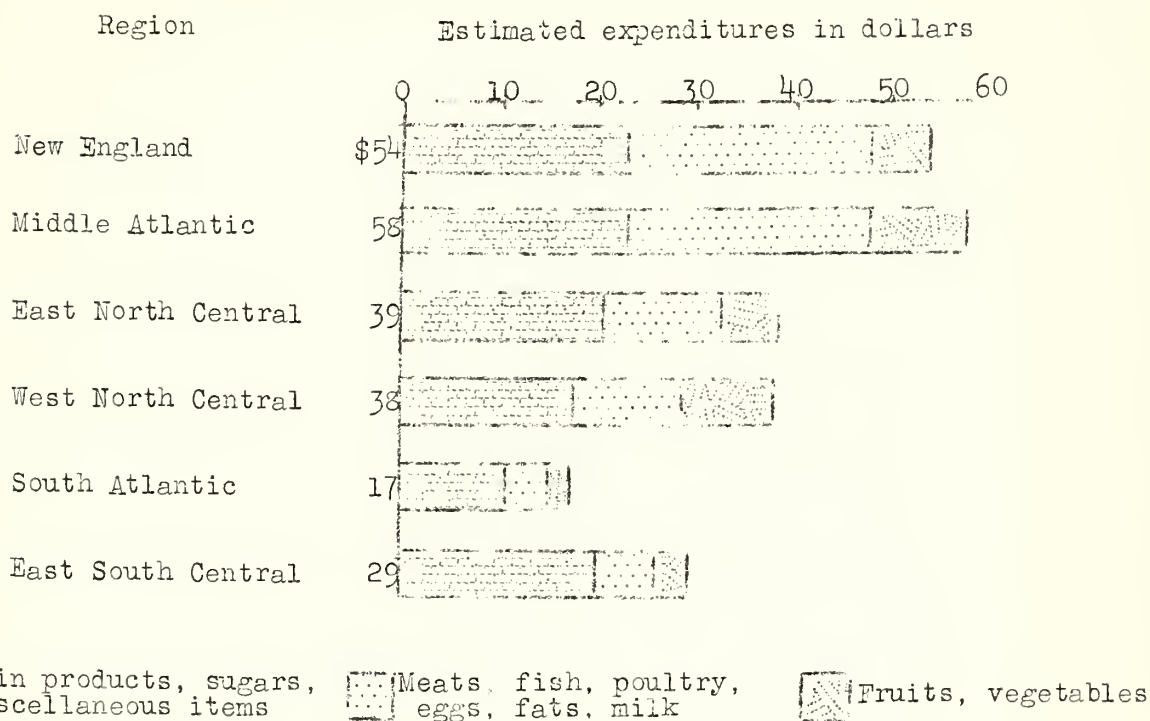 Region Estimated expenditures in dollars
0 10 20 30 40 50 60
New England $54
Middle Atlantic 58
East North Central 39
West North Central 38
South Atlantic 17
East South Central 29
in products, sugars, Meats, fish, poultry, Fruits, vegetables
scellaneous items eggs, fats, milk